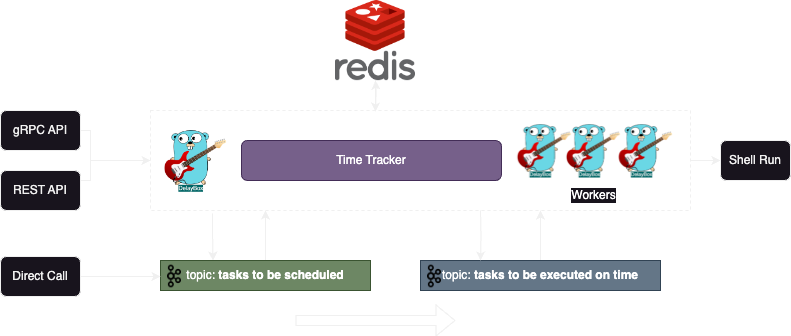 redis
gRPC API
REST API
DelayBox
Time Tracker
DelayBox
DelayBox
DelayBox
Workers
Shell Run
Direct Call
topic: tasks to be scheduled
topic: tasks to be executed on time